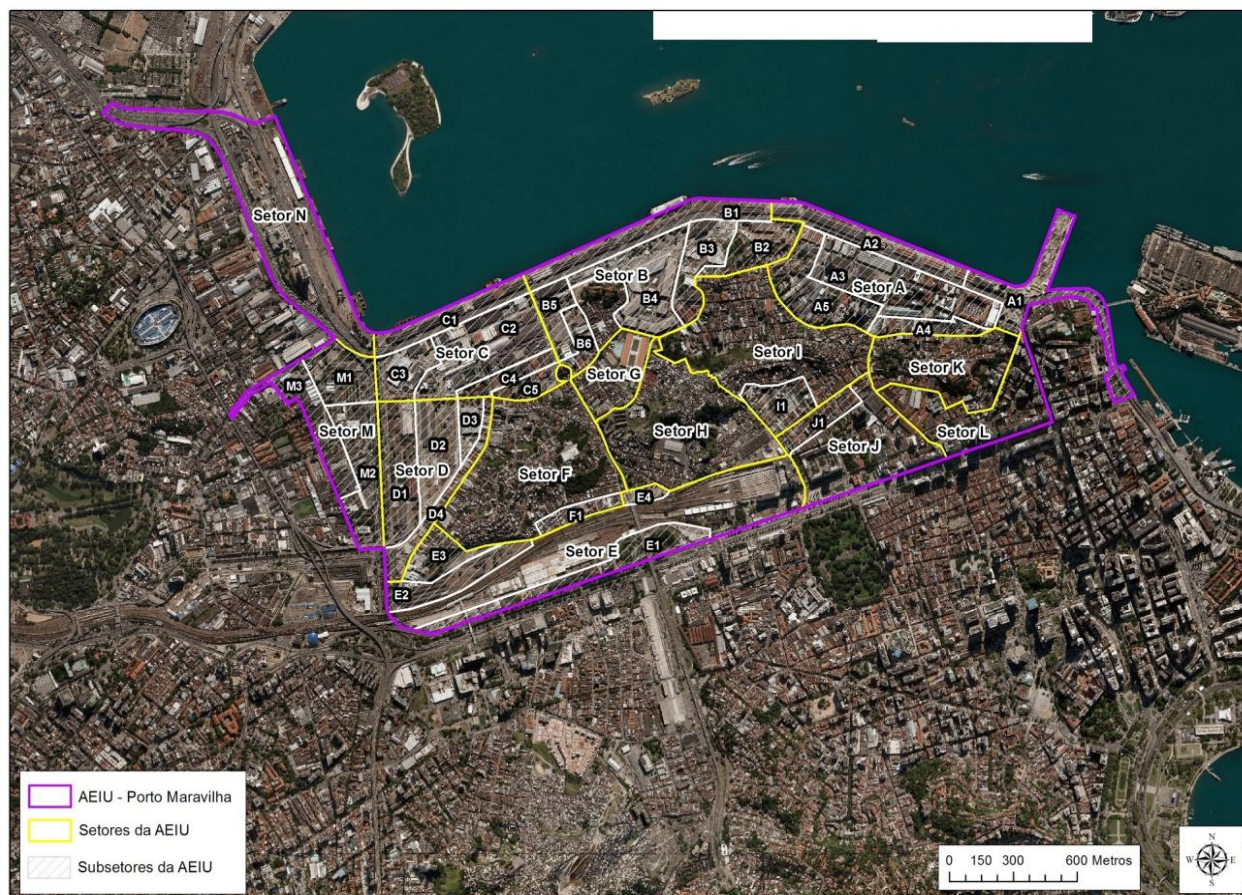 B1
B2
B3
A2
Setor N
Setor B
A3
Setor A
B4
B5
A1
A5
C1
C2
A4
B6
Setor C
Setor I
Setor K
Setor G
C3
M1
C4
M3
C5
I1
D3
J1
Setor M
Setor H
Setor L
Setor J
D2
M2
Setor D
Setor F
D1
E4
D4
F1
E3
Setor E
E1
E2
AEIU - Porto Maravilha
Setores da AEIU
Subsetores da AEIU
0 150 300 600 Metros
N
W E
S